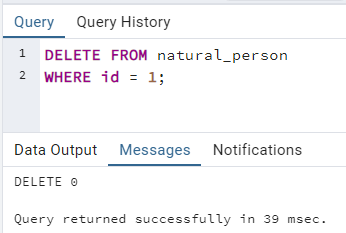 Query Query History
1 DELETE FROM natural_person
2 WHERE id = 1;
Data Output Messages Notifications
DELETE 0
Query returned successfully in 39 msec.